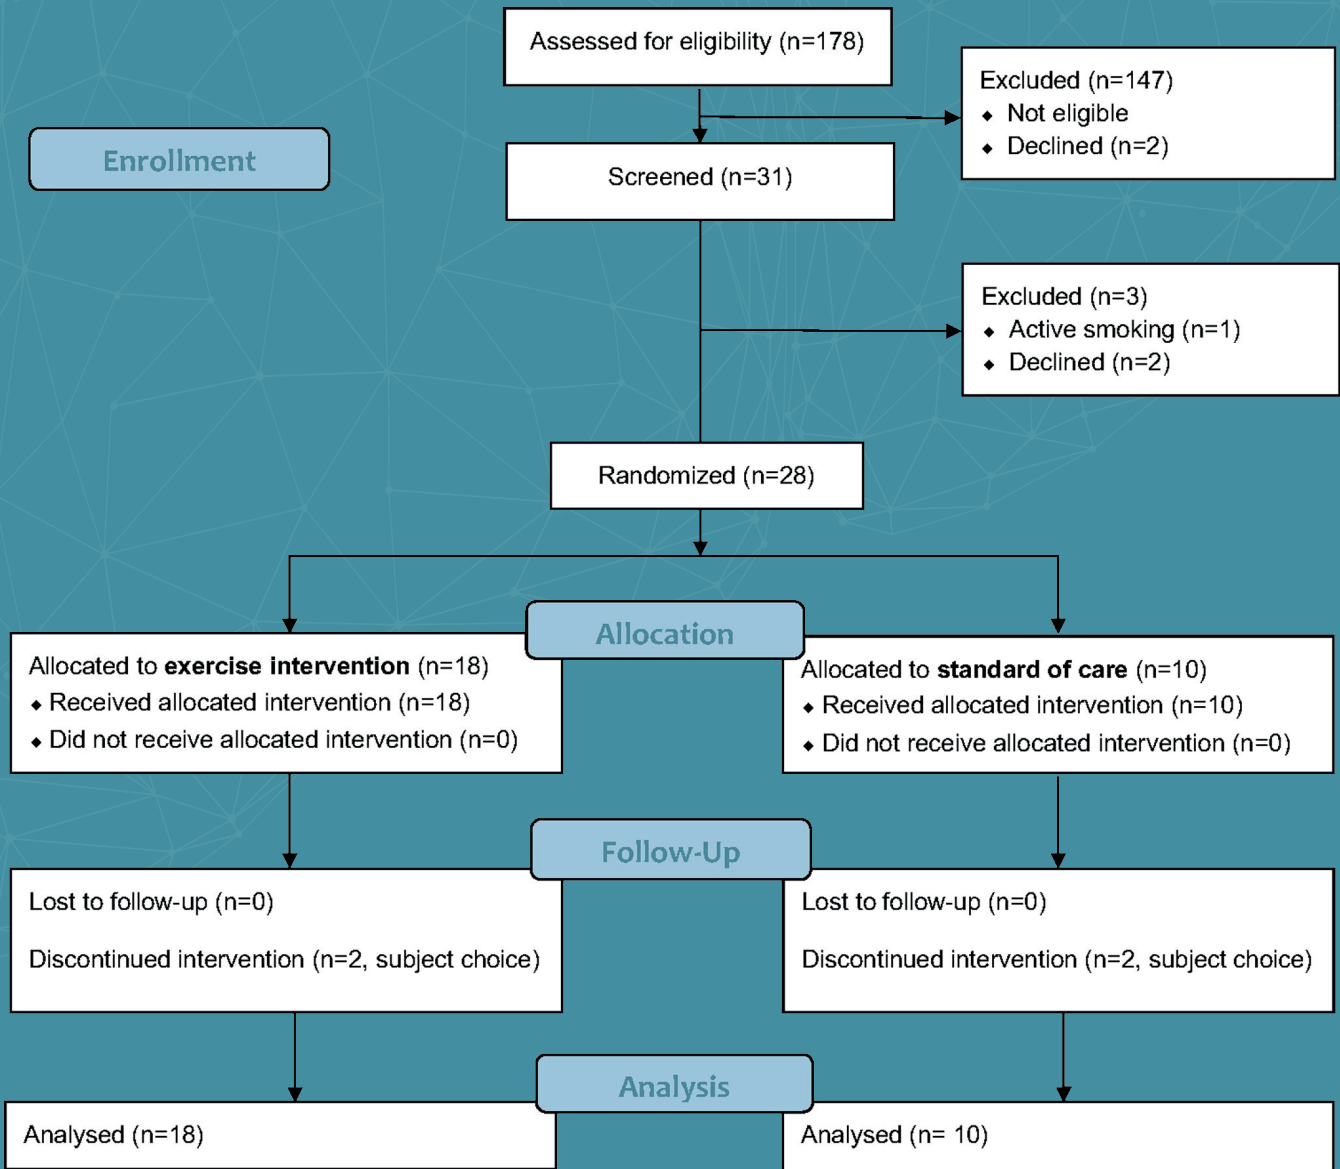 Assessed for eligibility (n=178)
Excluded (n=147)
◆ Not eligible
◆ Declined (n=2)
Enrollment
Screened (n=31)
Excluded (n=3)
◆ Active smoking (n=1)
◆ Declined (n=2)
Randomized (n=28)
Allocation
Allocated to exercise intervention (n=18)
◆ Received allocated intervention (n=18)
◆ Did not receive allocated intervention (n=0)
Allocated to standard of care (n=10)
◆ Received allocated intervention (n=10)
◆ Did not receive allocated intervention (n=0)
Follow-Up
Lost to follow-up (n=0)
Discontinued intervention (n=2, subject choice)
Lost to follow-up (n=0)
Discontinued intervention (n=2, subject choice)
Analysis
Analysed (n=18)
Analysed (n= 10)